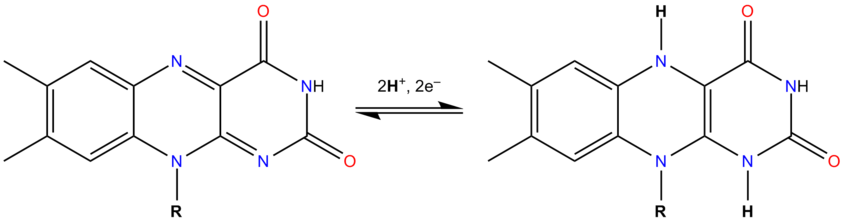 O H O
N N
NH 2H⁺, 2e⁻ NH
N N O N N O
R R H